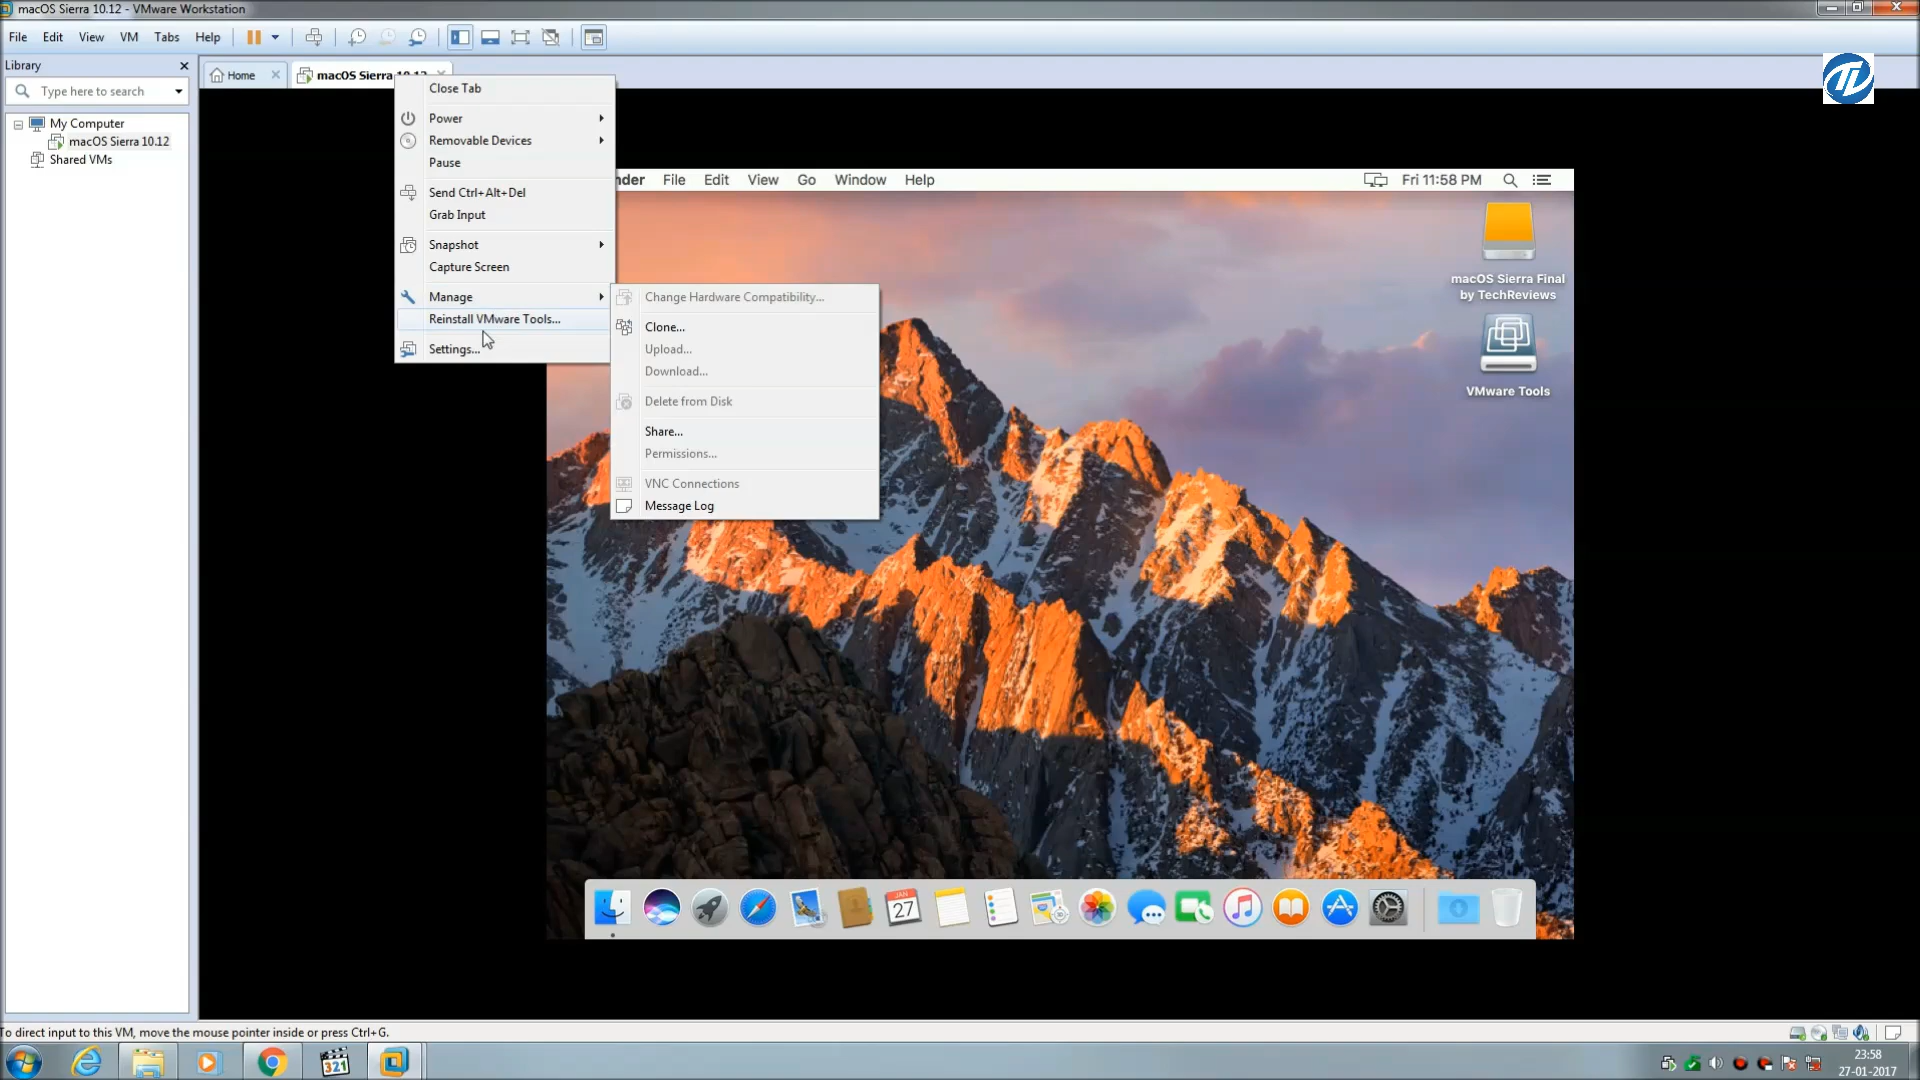 macOS Sierra 10.12 - VMware Workstation
File Edit View VM Tabs Help
Library
Type here to search
My Computer
macOS Sierra 10.12
Shared VMs
Home
macOS Sierra 10.12
Close Tab
Power
Removable Devices
Pause
Send Ctrl+Alt+Del
Grab Input
Snapshot
Capture Screen
Manage
Reinstall VMware Tools...
Settings...
Change Hardware Compatibility...
Clone...
Upload...
Download...
Delete from Disk
Share...
Permissions...
VNC Connections
Message Log
nder File Edit View Go Window Help
Fri 11:58 PM
macOS Sierra Final
by TechReviews
VMware Tools
JAN
27
To direct input to this VM, move the mouse pointer inside or press Ctrl+G.
321
23:58
27-01-2017